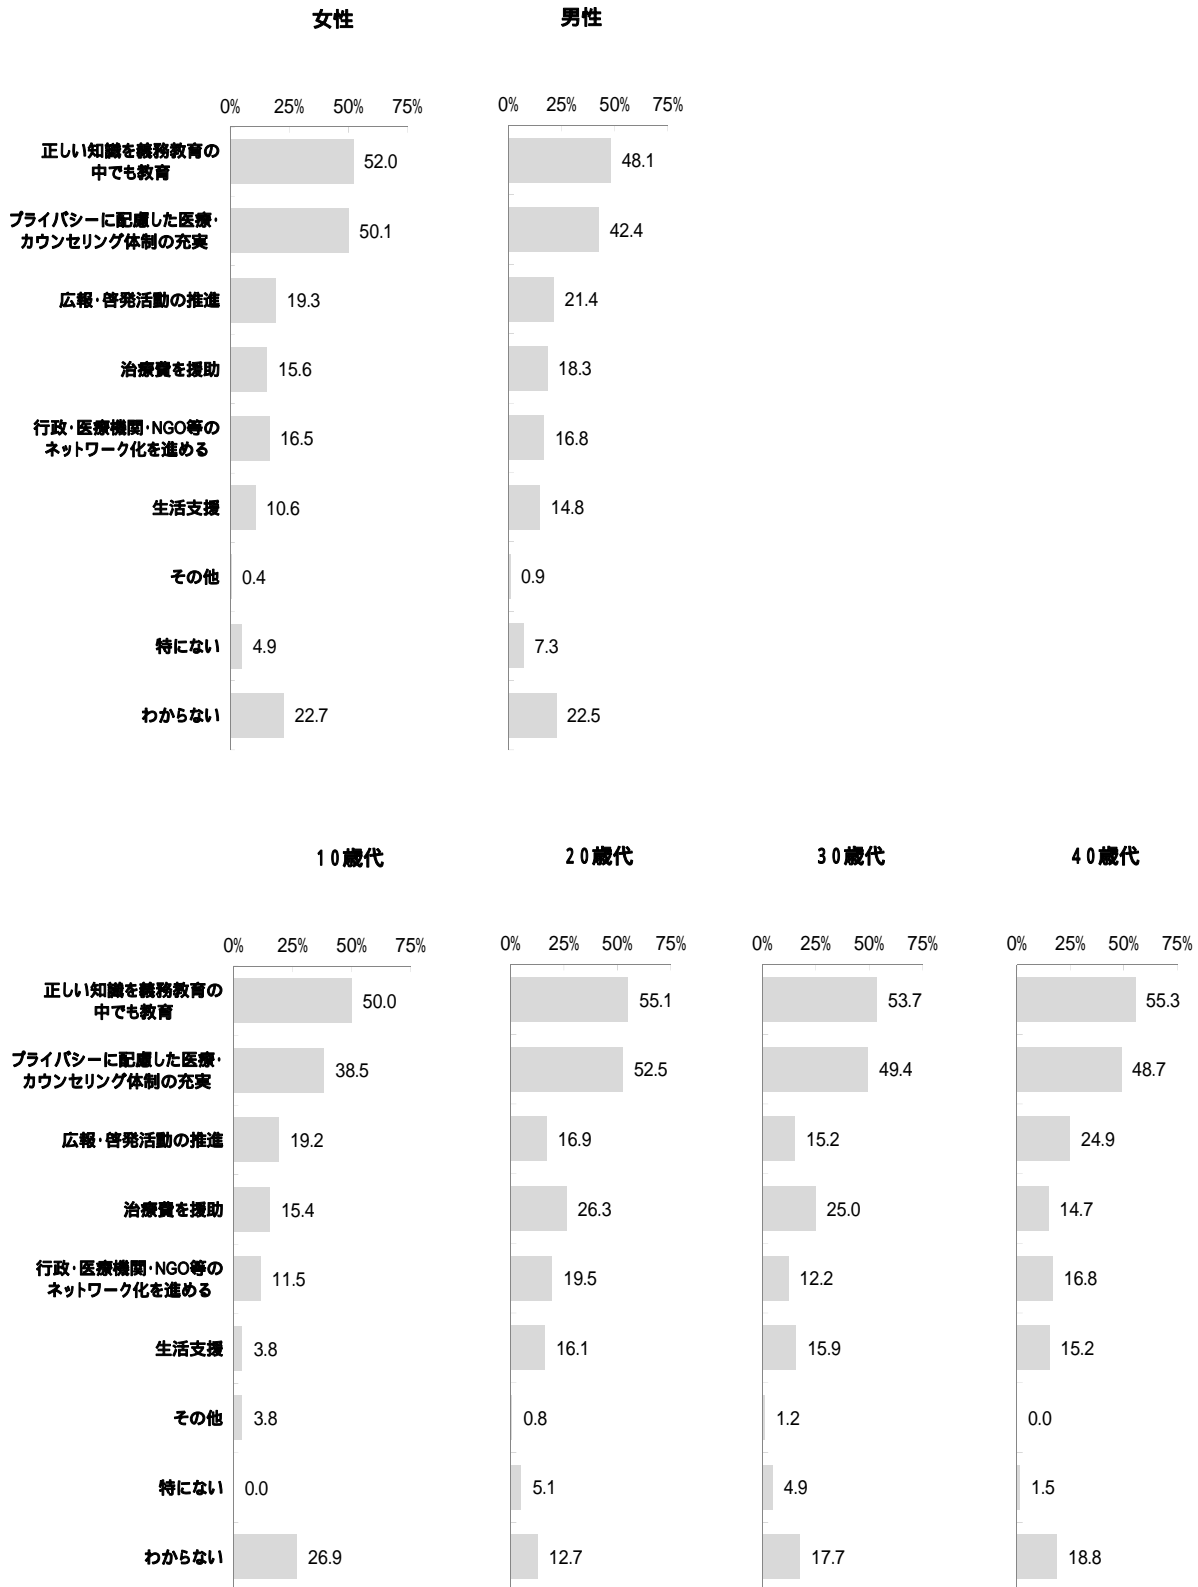 女性 男性
0% 25% 50% 75% 0% 25% 50% 75%
正しい知識を義務教育の
中でも教育
52.0 48.1
プライバシーに配慮した医療・
カウンセリング体制の充実
50.1 42.4
広報・啓発活動の推進 19.3 21.4
治療費を援助 15.6 18.3
行政・医療機関・NGO等の
ネットワーク化を進める
16.5 16.8
生活支援 10.6 14.8
その他 0.4 0.9
特にない 4.9 7.3
わからない 22.7 22.5
10歳代 20歳代 30歳代 40歳代
0% 25% 50% 75% 0% 25% 50% 75% 0% 25% 50% 75% 0% 25% 50% 75%
正しい知識を義務教育の
中でも教育
50.0 55.1 53.7 55.3
プライバシーに配慮した医療・
カウンセリング体制の充実
38.5 52.5 49.4 48.7
広報・啓発活動の推進 19.2 16.9 15.2 24.9
治療費を援助 15.4 26.3 25.0 14.7
行政・医療機関・NGO等の
ネットワーク化を進める
11.5 19.5 12.2 16.8
生活支援 3.8 16.1 15.9 15.2
その他 3.8 0.8 1.2 0.0
特にない 0.0 5.1 4.9 1.5
わからない 26.9 12.7 17.7 18.8